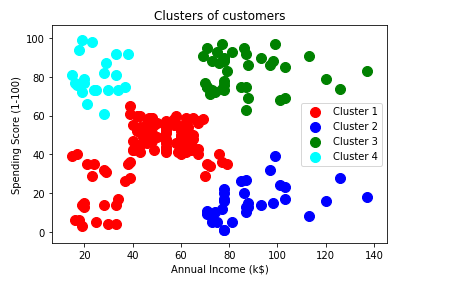 Clusters of customers
100
80
60
40
20
0
Spending Score (1-100)
Cluster 1
Cluster 2
Cluster 3
Cluster 4
20 40 60 80 100 120 140
Annual Income (k$)